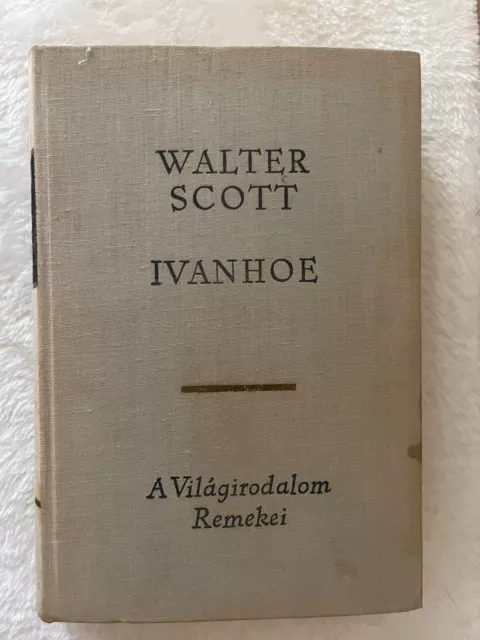 WALTER
SCOTT
IVANHOE
A Világirodalom
Remekei